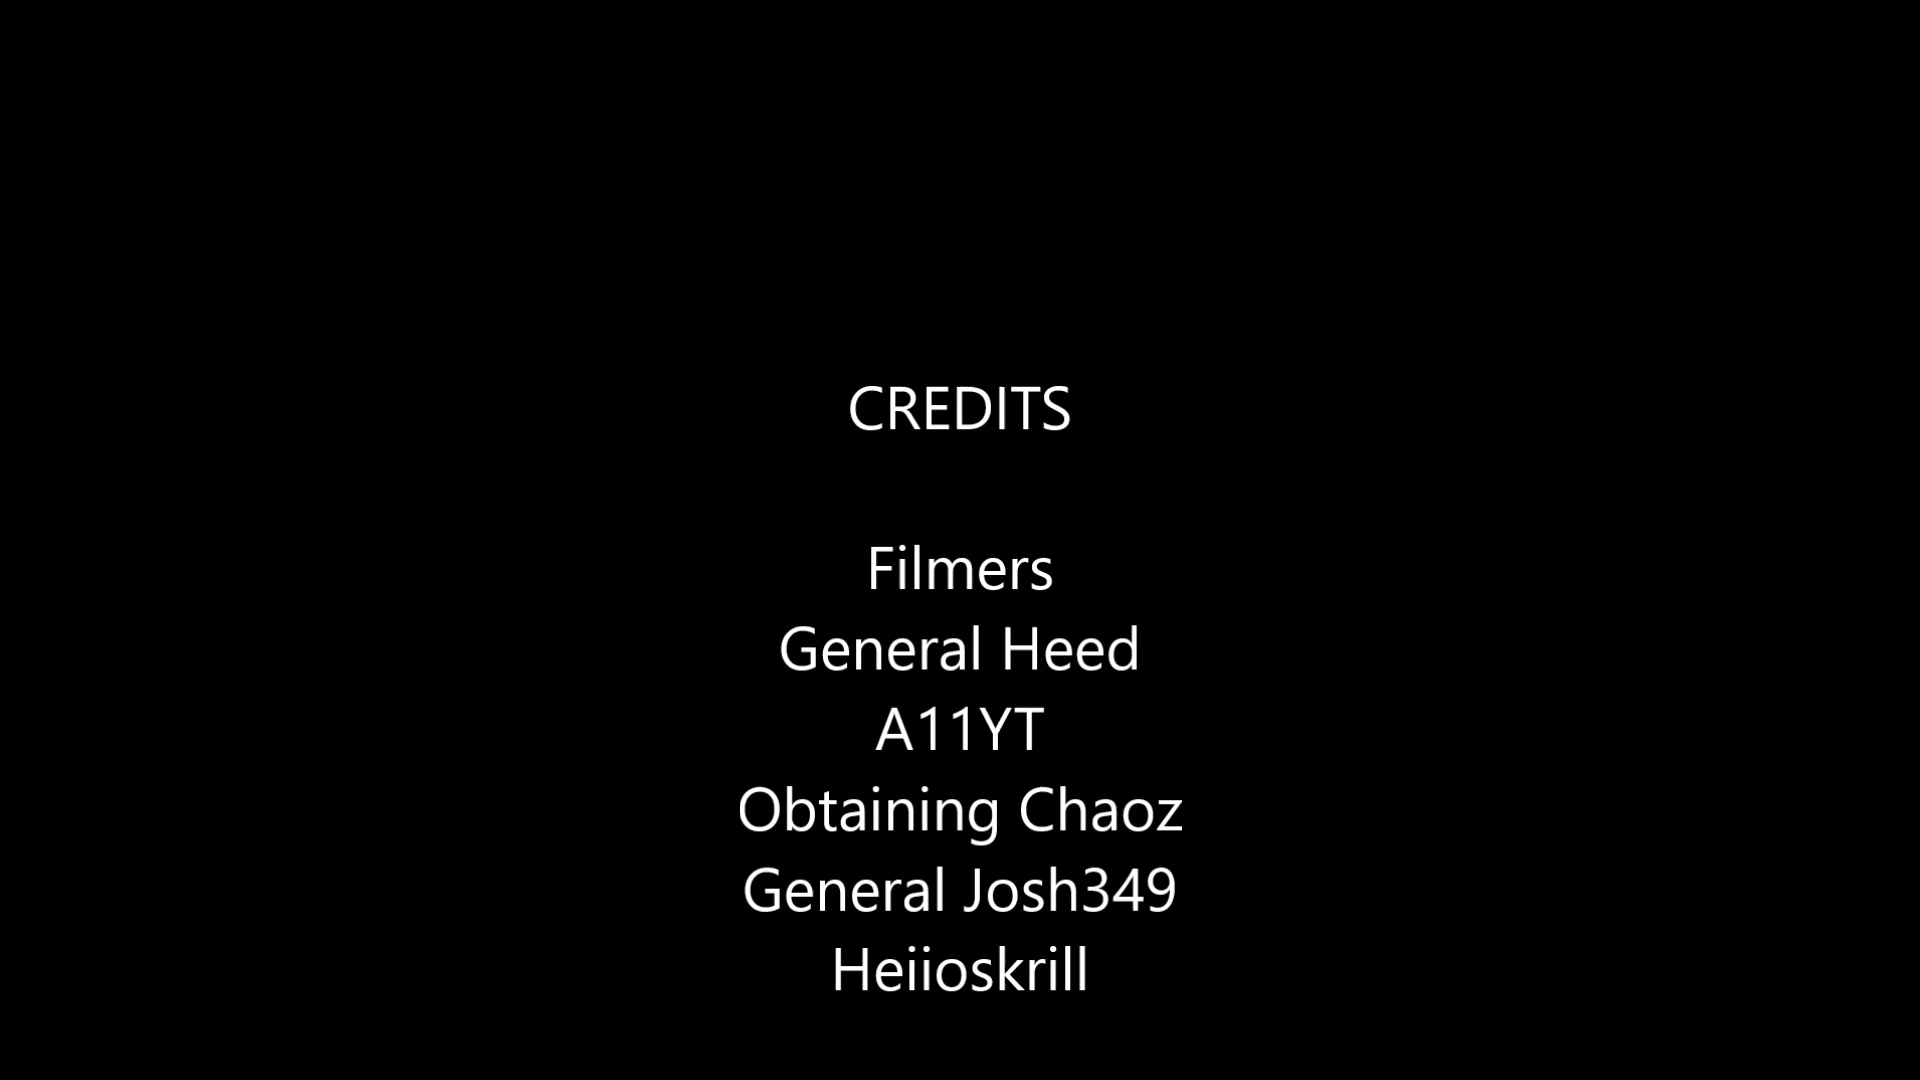 CREDITS
Filmers
General Heed
A11YT
Obtaining Chaoz
General Josh349
Heiioskrill